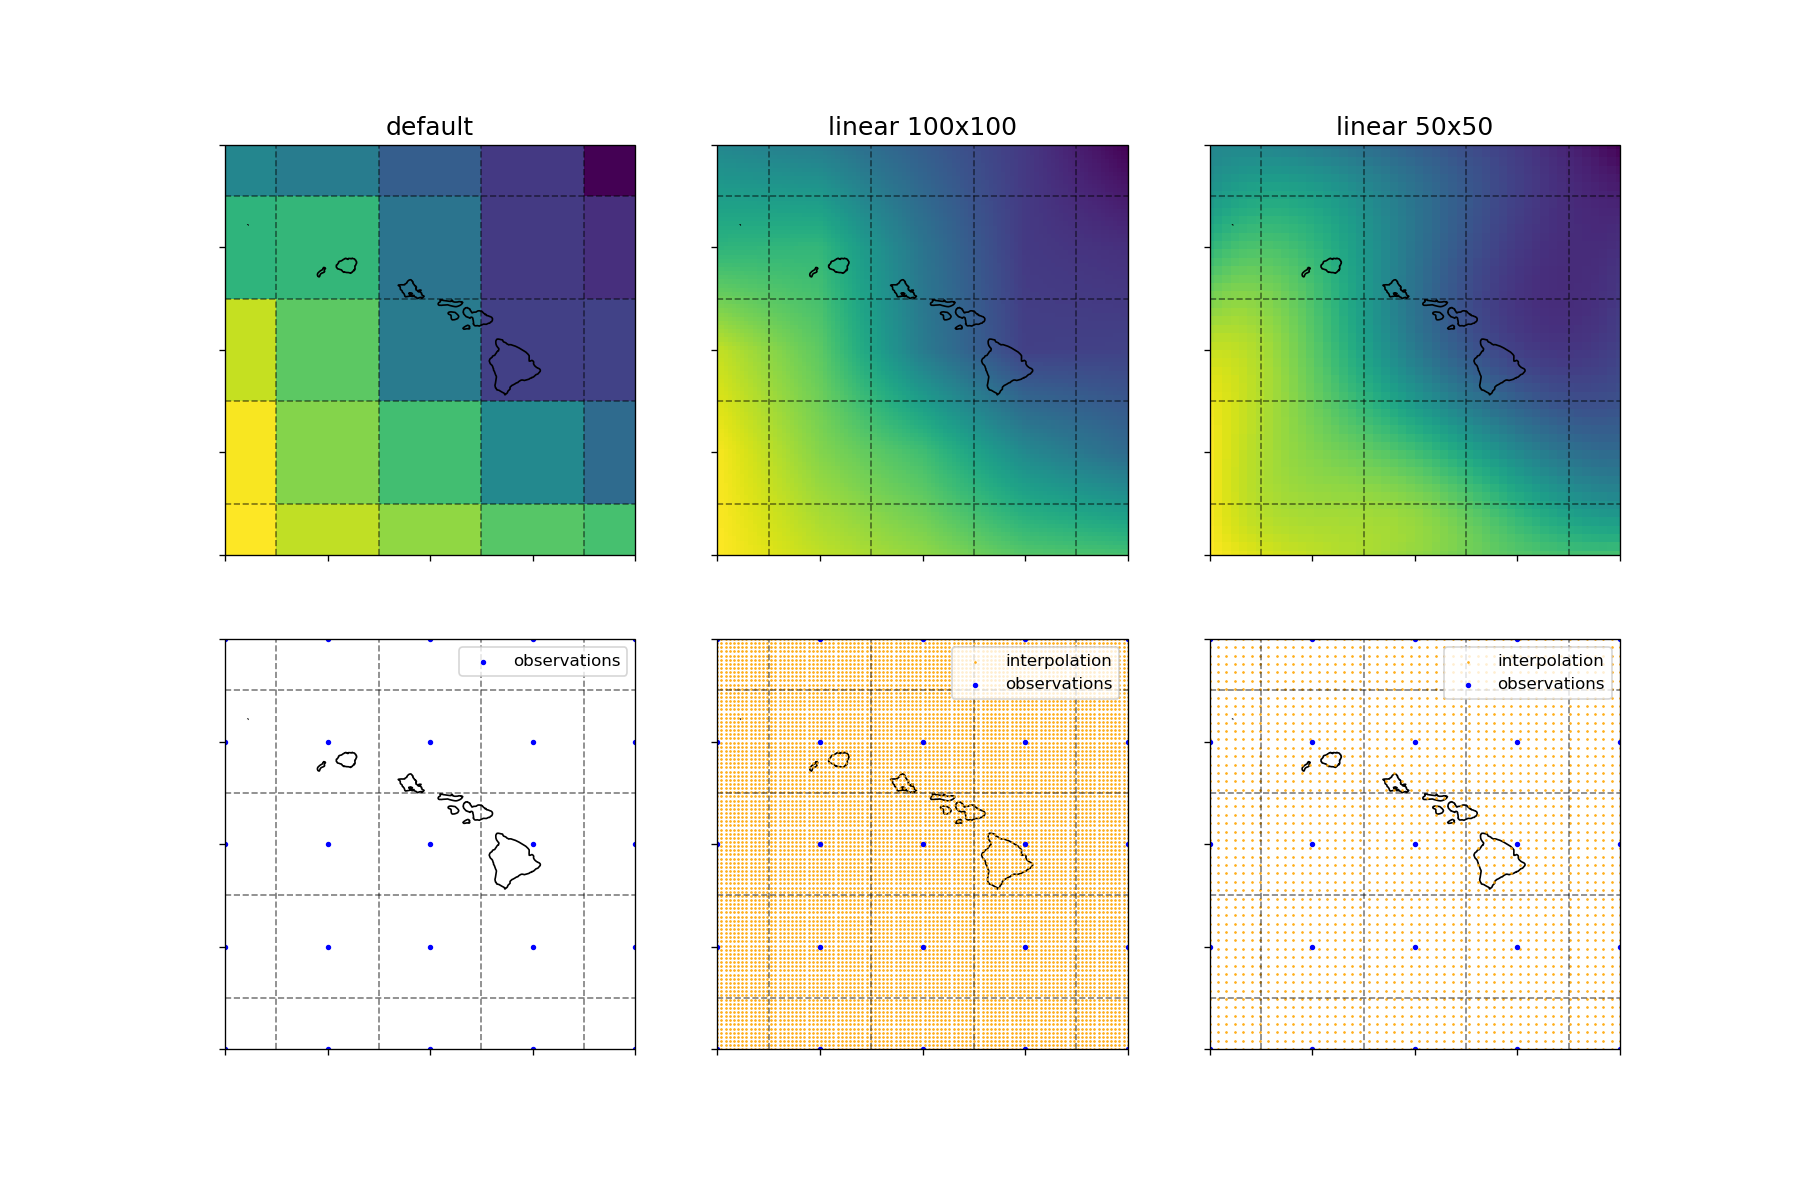 default
linear 100x100
linear 50x50
observations
interpolation
observations
interpolation
observations